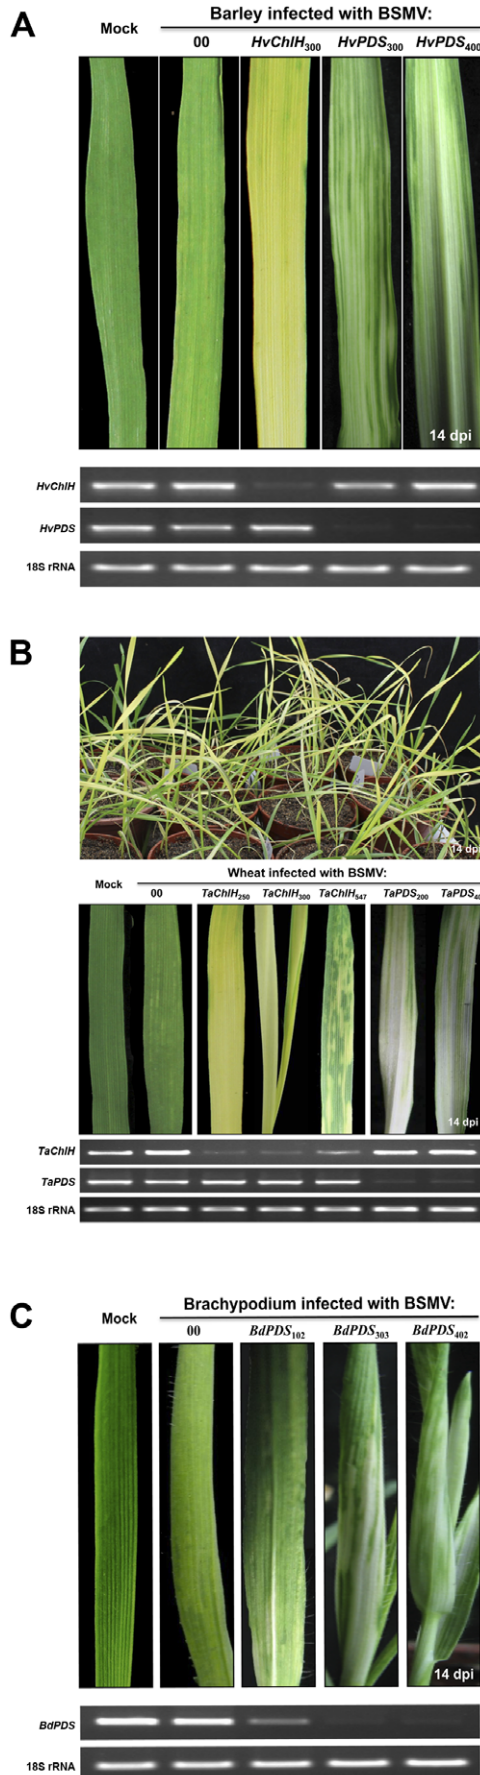 A
Barley infected with BSMV:
Mock
00 HvChlH300 HvPDS300 HvPDS400
14 dpi
HvChlH
HvPDS
18S rRNA
B
14 dpi
Wheat infected with BSMV:
Mock
00 TaChlH250 TaChlH300 TaChlH547 TaPDS200 TaPDS40
14 dpi
TaChlH
TaPDS
18S rRNA
C
Brachypodium infected with BSMV:
Mock
00 BdPDS102 BdPDS303 BdPDS402
14 dpi
BdPDS
18S rRNA